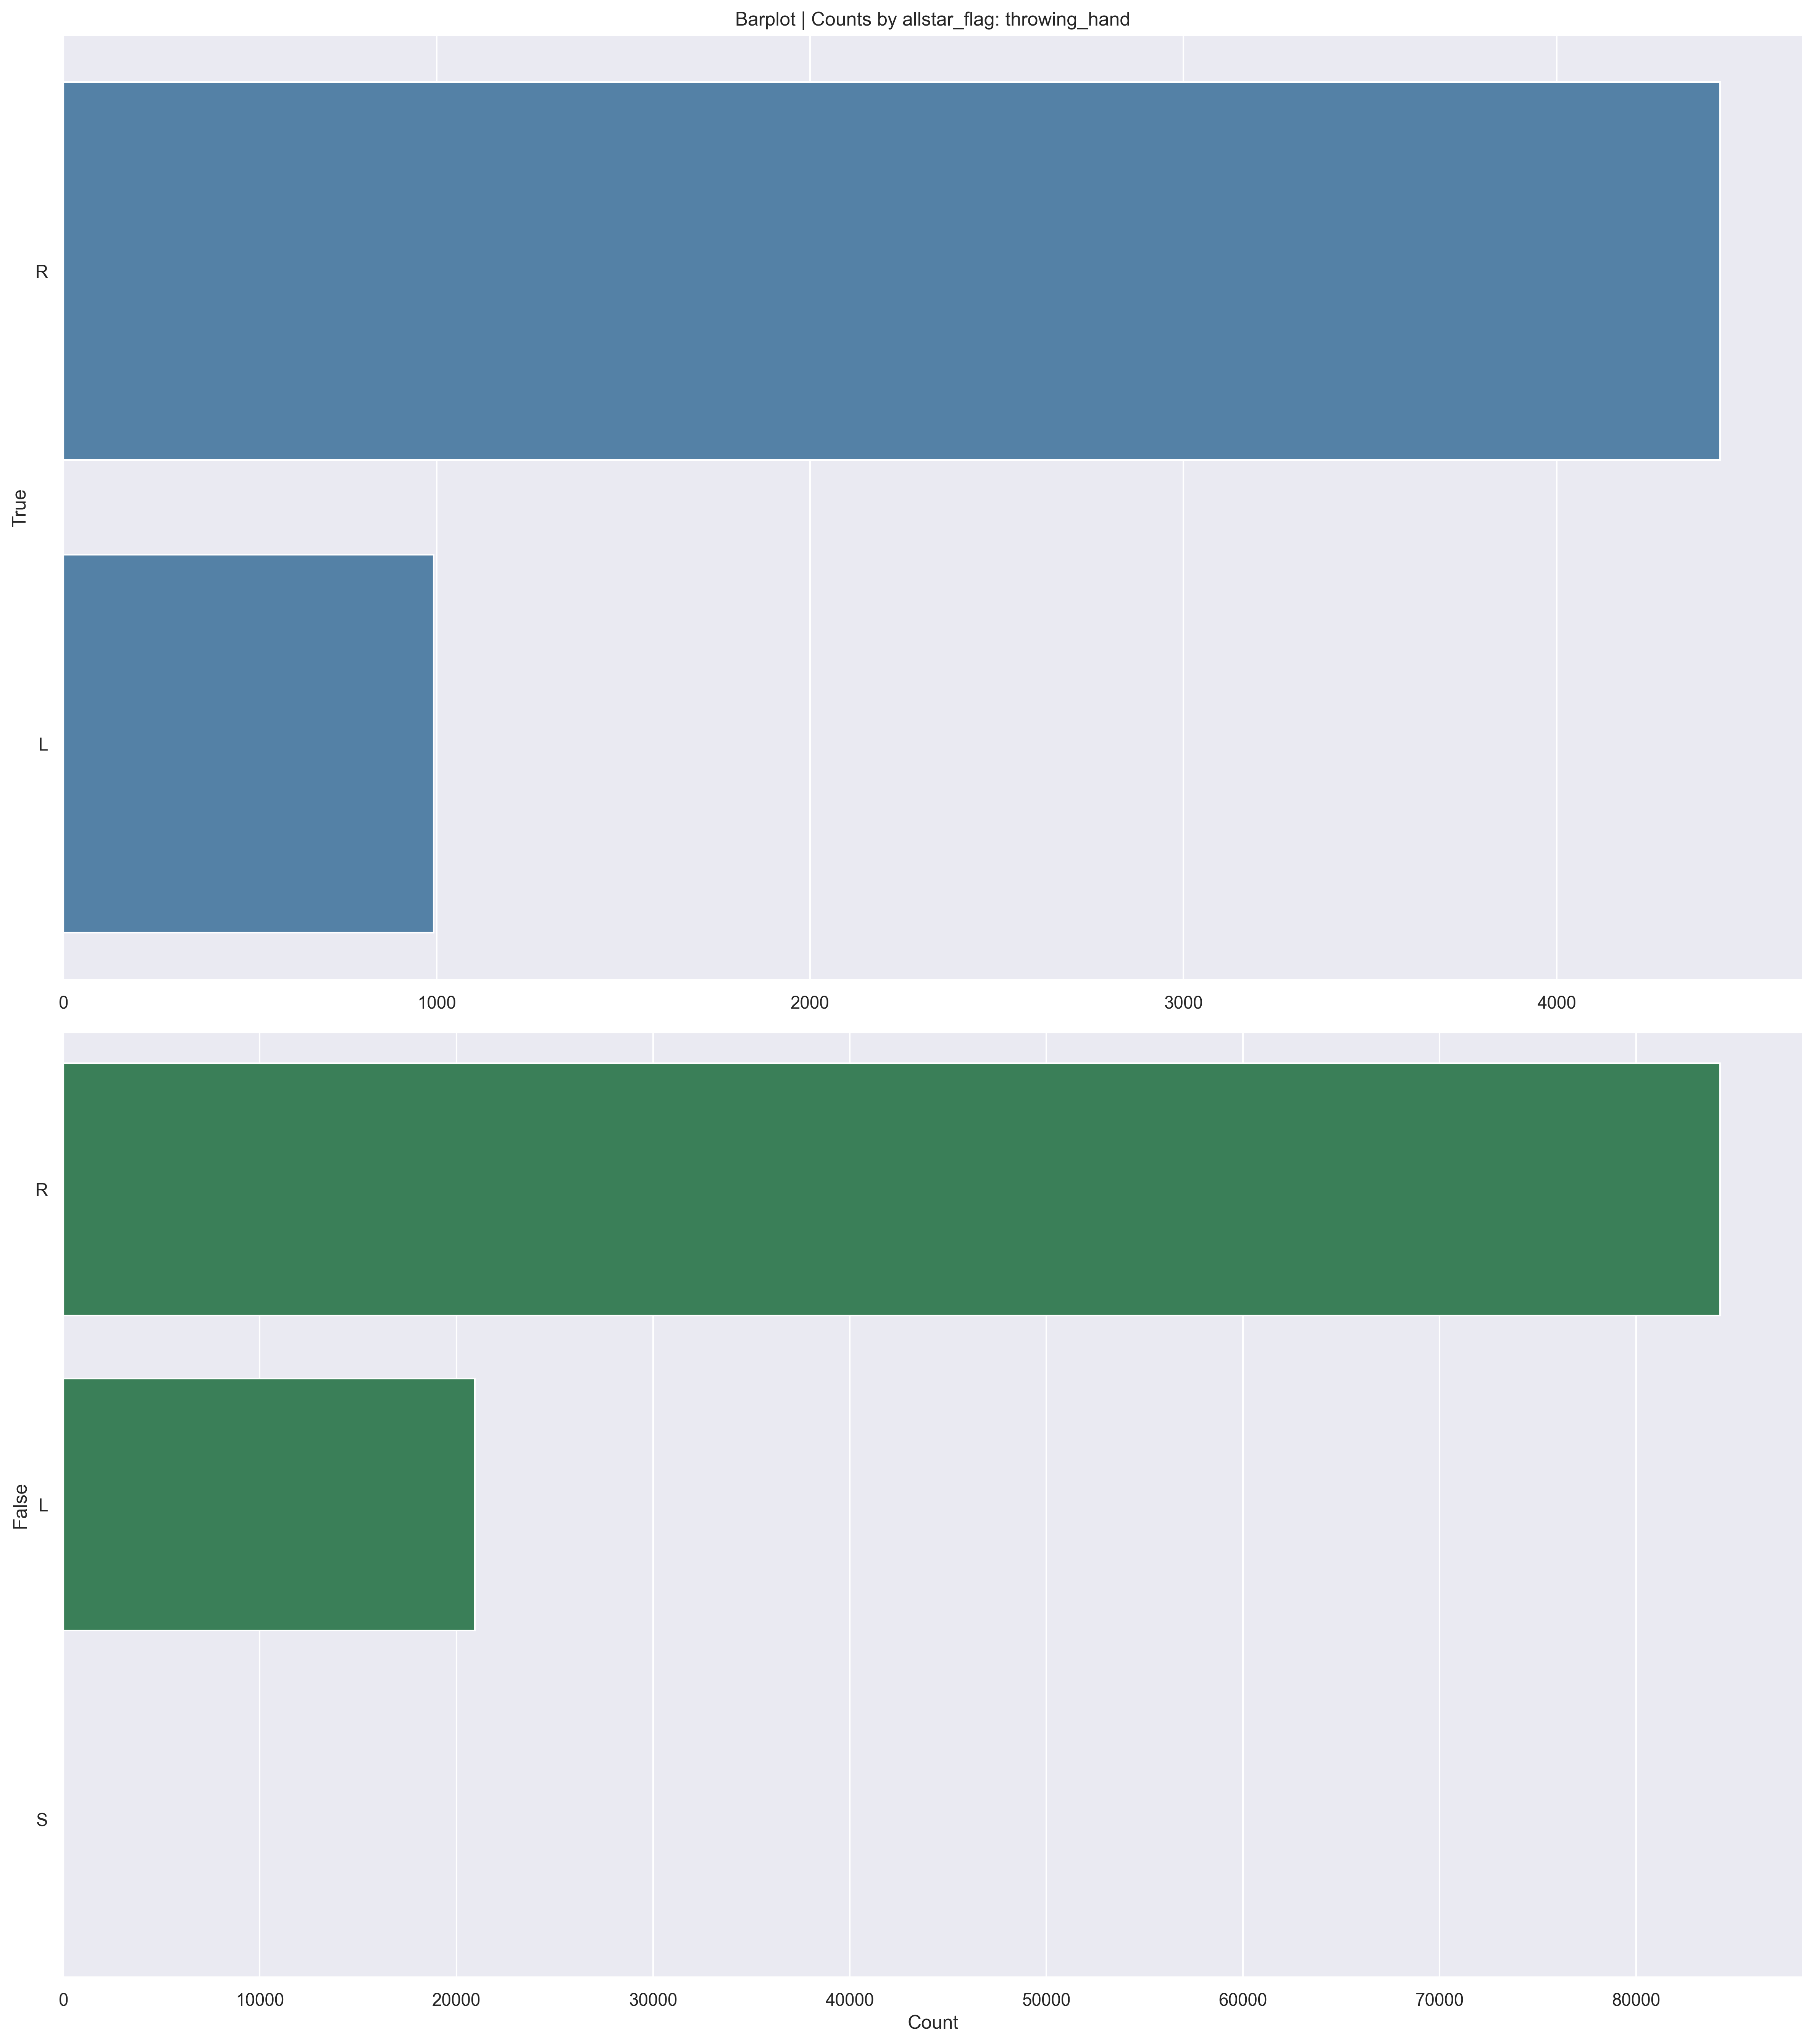 Barplot | Counts by allstar_flag: throwing_hand
R
True
L
0 1000 2000 3000 4000
R
False
L
S
0 10000 20000 30000 40000 50000 60000 70000 80000
Count